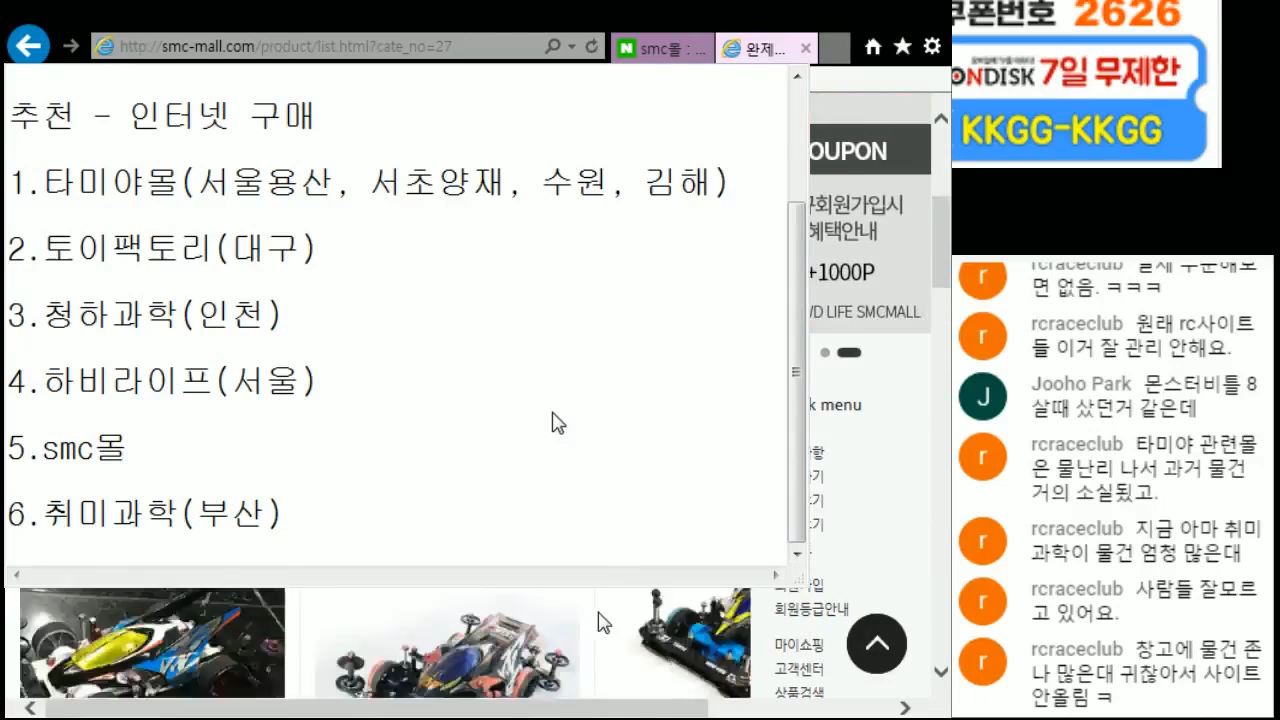 http://smc-mall.com/product/list.html?cate_no=27
smc몰 : ...
완제...
추천 - 인터넷 구매
1.타미야몰(서울용산, 서초양재, 수원, 김해)
2.토이팩토리(대구)
3.청하과학(인천)
4.하비라이프(서울)
5.smc몰
6.취미과학(부산)
OUPON
회원가입시
혜택안내
+1000P
D LIFE SMCMALL
k menu
회원등급안내
마이쇼핑
고객센터
상품검색
쿠폰번호 2626
ONDISK 7일 무제한
KKGG-KKGG
rcraceclub
면 없음. ㅋㅋㅋ
rcraceclub 원래 rc사이트
들 이거 잘 관리 안해요.
Jooho Park 몬스터비틀 8
살때 샀던거 같은데
rcraceclub 타미야 관련몰
은 물난리 나서 과거 물건
거의 소실됐고.
rcraceclub 지금 아마 취미
과학이 물건 엄청 많은대
rcraceclub 사람들 잘모르
고 있어요.
rcraceclub 창고에 물건 존
나 많은대 귀찮아서 사이트
안올림 ㅋ